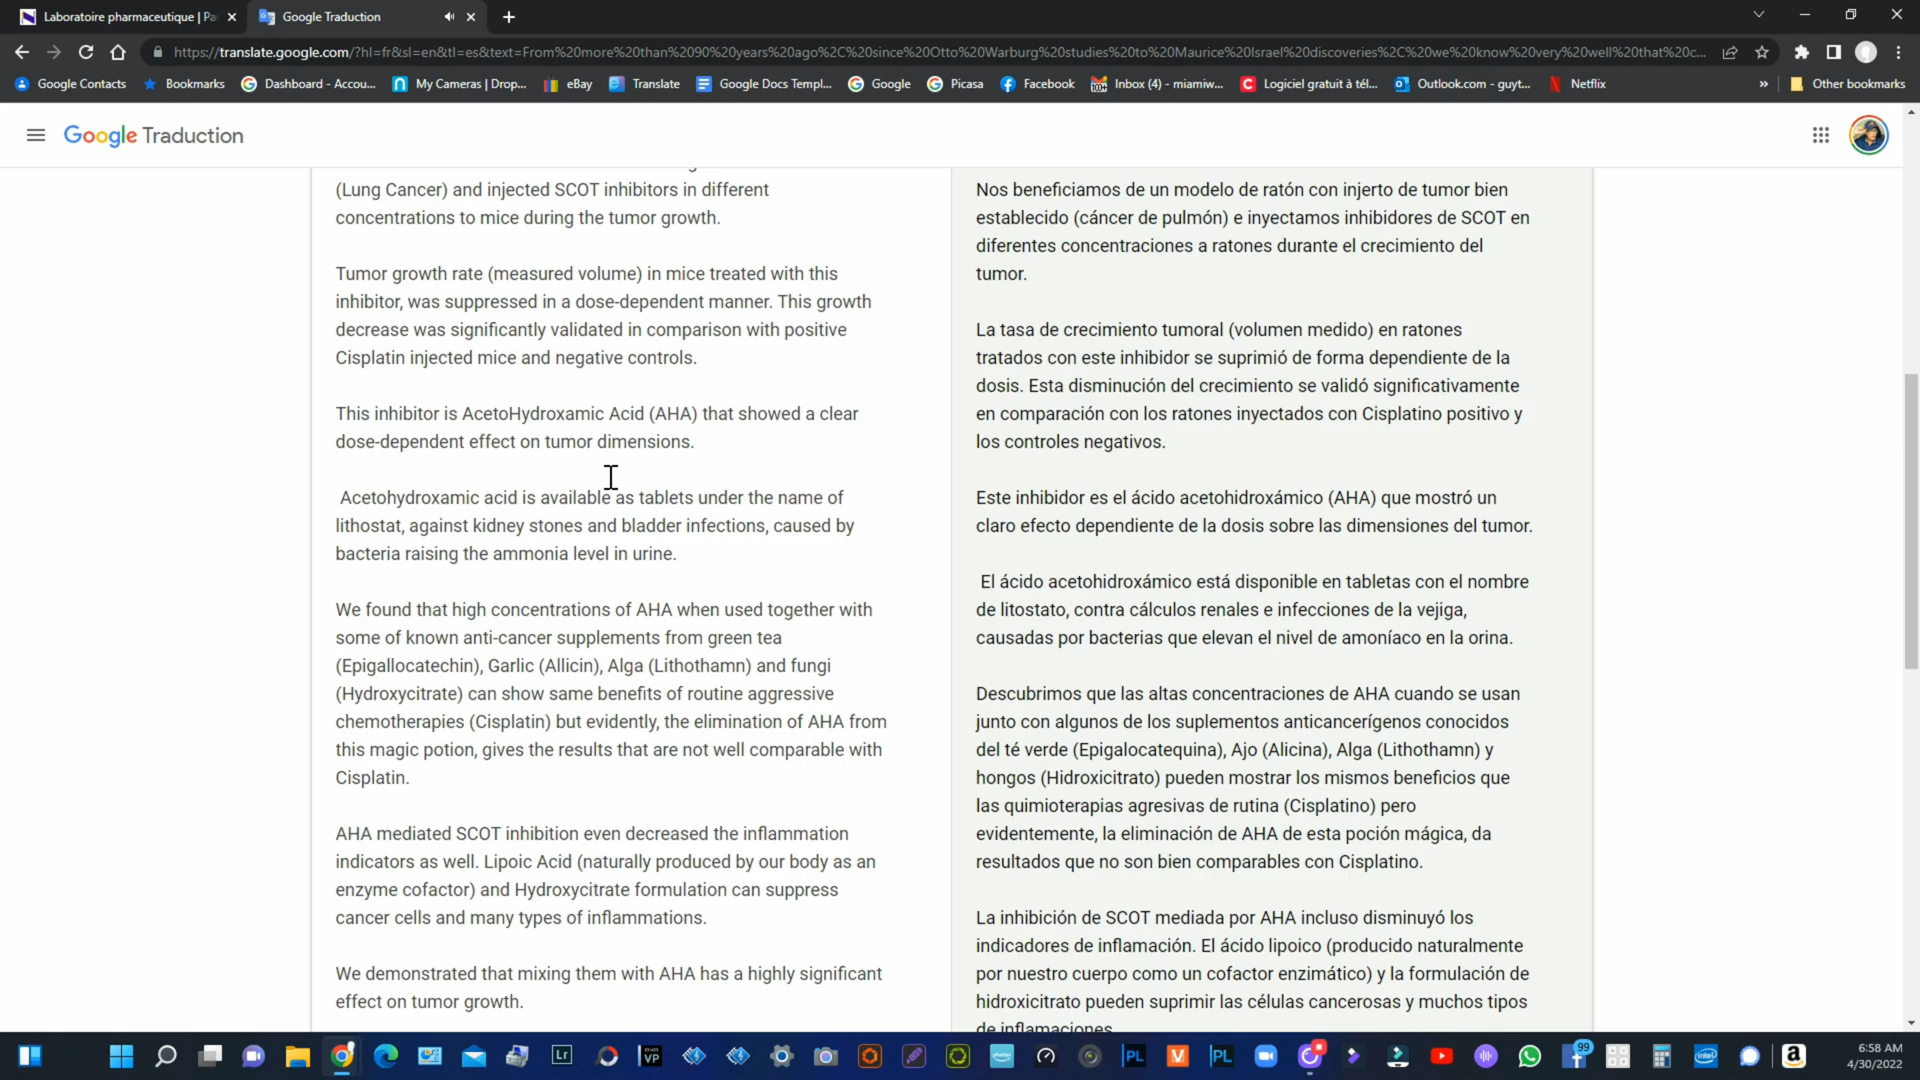 Laboratoire pharmaceutique | Pa
Google Traduction
https://translate.google.com/?hl=fr&sl=en&tl=es&text=From%20more%20than%2090%20years%20ago%2C%20since%20Otto%20Warburg%20studies%20to%20Maurice%20Israel%20discoveries%2C%20we%20know%20very%20well%20that%20c...
Google Contacts
Bookmarks
Dashboard - Accou...
My Cameras | Drop...
eBay
Translate
Google Docs Templ...
Google
Picasa
Facebook
100+
Inbox (4) - miamiw...
Logiciel gratuit à tél...
Outlook.com - guyt...
Netflix
»
Other bookmarks
Google Traduction
(Lung Cancer) and injected SCOT inhibitors in different
concentrations to mice during the tumor growth.
Tumor growth rate (measured volume) in mice treated with this
inhibitor, was suppressed in a dose-dependent manner. This growth
decrease was significantly validated in comparison with positive
Cisplatin injected mice and negative controls.
This inhibitor is AcetoHydroxamic Acid (AHA) that showed a clear
dose-dependent effect on tumor dimensions.
Acetohydroxamic acid is available as tablets under the name of
lithostat, against kidney stones and bladder infections, caused by
bacteria raising the ammonia level in urine.
We found that high concentrations of AHA when used together with
some of known anti-cancer supplements from green tea
(Epigallocatechin), Garlic (Allicin), Alga (Lithothamn) and fungi
(Hydroxycitrate) can show same benefits of routine aggressive
chemotherapies (Cisplatin) but evidently, the elimination of AHA from
this magic potion, gives the results that are not well comparable with
Cisplatin.
AHA mediated SCOT inhibition even decreased the inflammation
indicators as well. Lipoic Acid (naturally produced by our body as an
enzyme cofactor) and Hydroxycitrate formulation can suppress
cancer cells and many types of inflammations.
We demonstrated that mixing them with AHA has a highly significant
effect on tumor growth.
Nos beneficiamos de un modelo de ratón con injerto de tumor bien
establecido (cáncer de pulmón) e inyectamos inhibidores de SCOT en
diferentes concentraciones a ratones durante el crecimiento del
tumor.
La tasa de crecimiento tumoral (volumen medido) en ratones
tratados con este inhibidor se suprimió de forma dependiente de la
dosis. Esta disminución del crecimiento se validó significativamente
en comparación con los ratones inyectados con Cisplatino positivo y
los controles negativos.
Este inhibidor es el ácido acetohidroxámico (AHA) que mostró un
claro efecto dependiente de la dosis sobre las dimensiones del tumor.
El ácido acetohidroxámico está disponible en tabletas con el nombre
de litostato, contra cálculos renales e infecciones de la vejiga,
causadas por bacterias que elevan el nivel de amoníaco en la orina.
Descubrimos que las altas concentraciones de AHA cuando se usan
junto con algunos de los suplementos anticancerígenos conocidos
del té verde (Epigalocatequina), Ajo (Alicina), Alga (Lithothamn) y
hongos (Hidroxicitrato) pueden mostrar los mismos beneficios que
las quimioterapias agresivas de rutina (Cisplatino) pero
evidentemente, la eliminación de AHA de esta poción mágica, da
resultados que no son bien comparables con Cisplatino.
La inhibición de SCOT mediada por AHA incluso disminuyó los
indicadores de inflamación. El ácido lipoico (producido naturalmente
por nuestro cuerpo como un cofactor enzimático) y la formulación de
hidroxicitrato pueden suprimir las células cancerosas y muchos tipos
de inflamaciones.
Lr
VP
PL
V
PL
99
intel
a
6:58 AM
4/30/2022